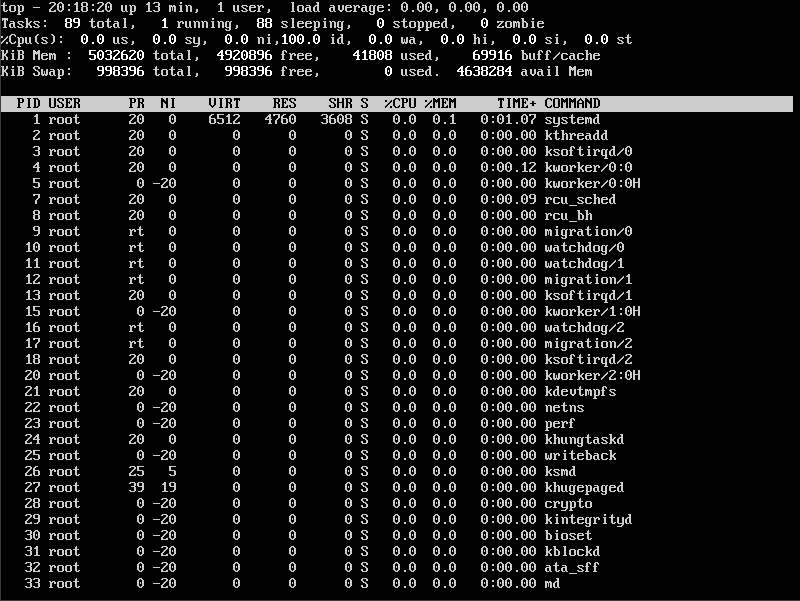 top - 20:18:20 up 13 min,  1 user,  load average: 0.00, 0.00, 0.00
Tasks:  89 total,   1 running,  88 sleeping,   0 stopped,   0 zombie
%Cpu(s):  0.0 us,  0.0 sy,  0.0 ni,100.0 id,  0.0 wa,  0.0 hi,  0.0 si,  0.0 st
KiB Mem :  5032620 total,  4920896 free,    41808 used,    69916 buff/cache
KiB Swap:   998396 total,   998396 free,        0 used.  4638284 avail Mem
PID USER      PR  NI    VIRT    RES    SHR S  %CPU %MEM     TIME+ COMMAND
1 root      20   0    6512   4760   3608 S   0.0  0.1   0:01.07 systemd
2 root      20   0       0      0      0 S   0.0  0.0   0:00.00 kthreadd
3 root      20   0       0      0      0 S   0.0  0.0   0:00.00 ksoftirqd/0
4 root      20   0       0      0      0 S   0.0  0.0   0:00.12 kworker/0:0
5 root       0 -20       0      0      0 S   0.0  0.0   0:00.00 kworker/0:0H
7 root      20   0       0      0      0 S   0.0  0.0   0:00.09 rcu_sched
8 root      20   0       0      0      0 S   0.0  0.0   0:00.00 rcu_bh
9 root      rt   0       0      0      0 S   0.0  0.0   0:00.00 migration/0
10 root      rt   0       0      0      0 S   0.0  0.0   0:00.00 watchdog/0
11 root      rt   0       0      0      0 S   0.0  0.0   0:00.00 watchdog/1
12 root      rt   0       0      0      0 S   0.0  0.0   0:00.00 migration/1
13 root      20   0       0      0      0 S   0.0  0.0   0:00.00 ksoftirqd/1
15 root       0 -20       0      0      0 S   0.0  0.0   0:00.00 kworker/1:0H
16 root      rt   0       0      0      0 S   0.0  0.0   0:00.00 watchdog/2
17 root      rt   0       0      0      0 S   0.0  0.0   0:00.00 migration/2
18 root      20   0       0      0      0 S   0.0  0.0   0:00.00 ksoftirqd/2
20 root       0 -20       0      0      0 S   0.0  0.0   0:00.00 kworker/2:0H
21 root      20   0       0      0      0 S   0.0  0.0   0:00.00 kdevtmpfs
22 root       0 -20       0      0      0 S   0.0  0.0   0:00.00 netns
23 root       0 -20       0      0      0 S   0.0  0.0   0:00.00 perf
24 root      20   0       0      0      0 S   0.0  0.0   0:00.00 khungtaskd
25 root       0 -20       0      0      0 S   0.0  0.0   0:00.00 writeback
26 root      25   5       0      0      0 S   0.0  0.0   0:00.00 ksmd
27 root      39  19       0      0      0 S   0.0  0.0   0:00.00 khugepaged
28 root       0 -20       0      0      0 S   0.0  0.0   0:00.00 crypto
29 root       0 -20       0      0      0 S   0.0  0.0   0:00.00 kintegrityd
30 root       0 -20       0      0      0 S   0.0  0.0   0:00.00 bioset
31 root       0 -20       0      0      0 S   0.0  0.0   0:00.00 kblockd
32 root       0 -20       0      0      0 S   0.0  0.0   0:00.00 ata_sff
33 root       0 -20       0      0      0 S   0.0  0.0   0:00.00 md